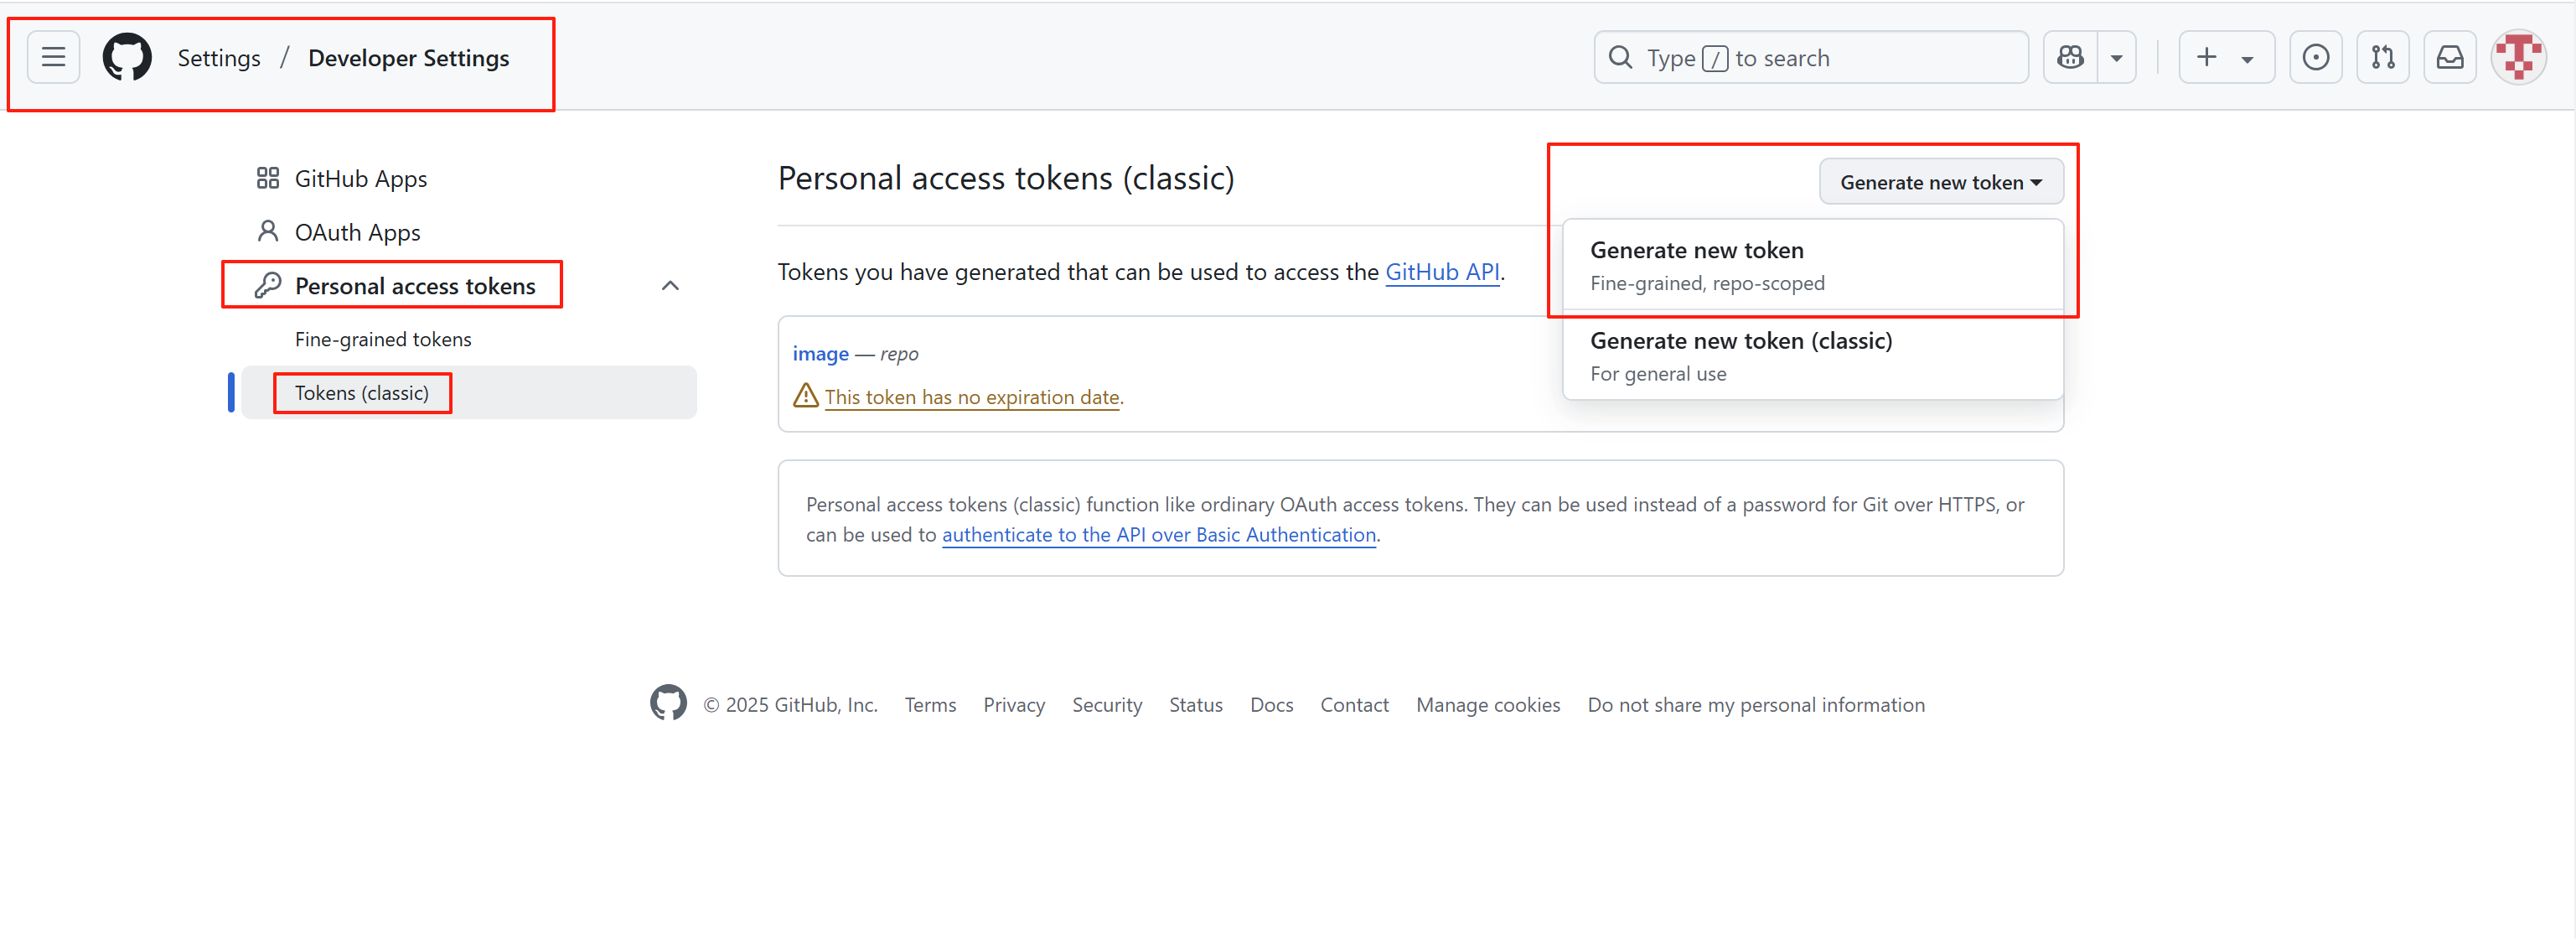 Settings / Developer Settings
Type / to search
GitHub Apps
OAuth Apps
Personal access tokens
Fine-grained tokens
Tokens (classic)
Personal access tokens (classic)
Generate new token
Generate new token
Fine-grained, repo-scoped
Generate new token (classic)
For general use
Tokens you have generated that can be used to access the GitHub API.
image — repo
This token has no expiration date.
Personal access tokens (classic) function like ordinary OAuth access tokens. They can be used instead of a password for Git over HTTPS, or
can be used to authenticate to the API over Basic Authentication.
© 2025 GitHub, Inc. Terms Privacy Security Status Docs Contact Manage cookies Do not share my personal information